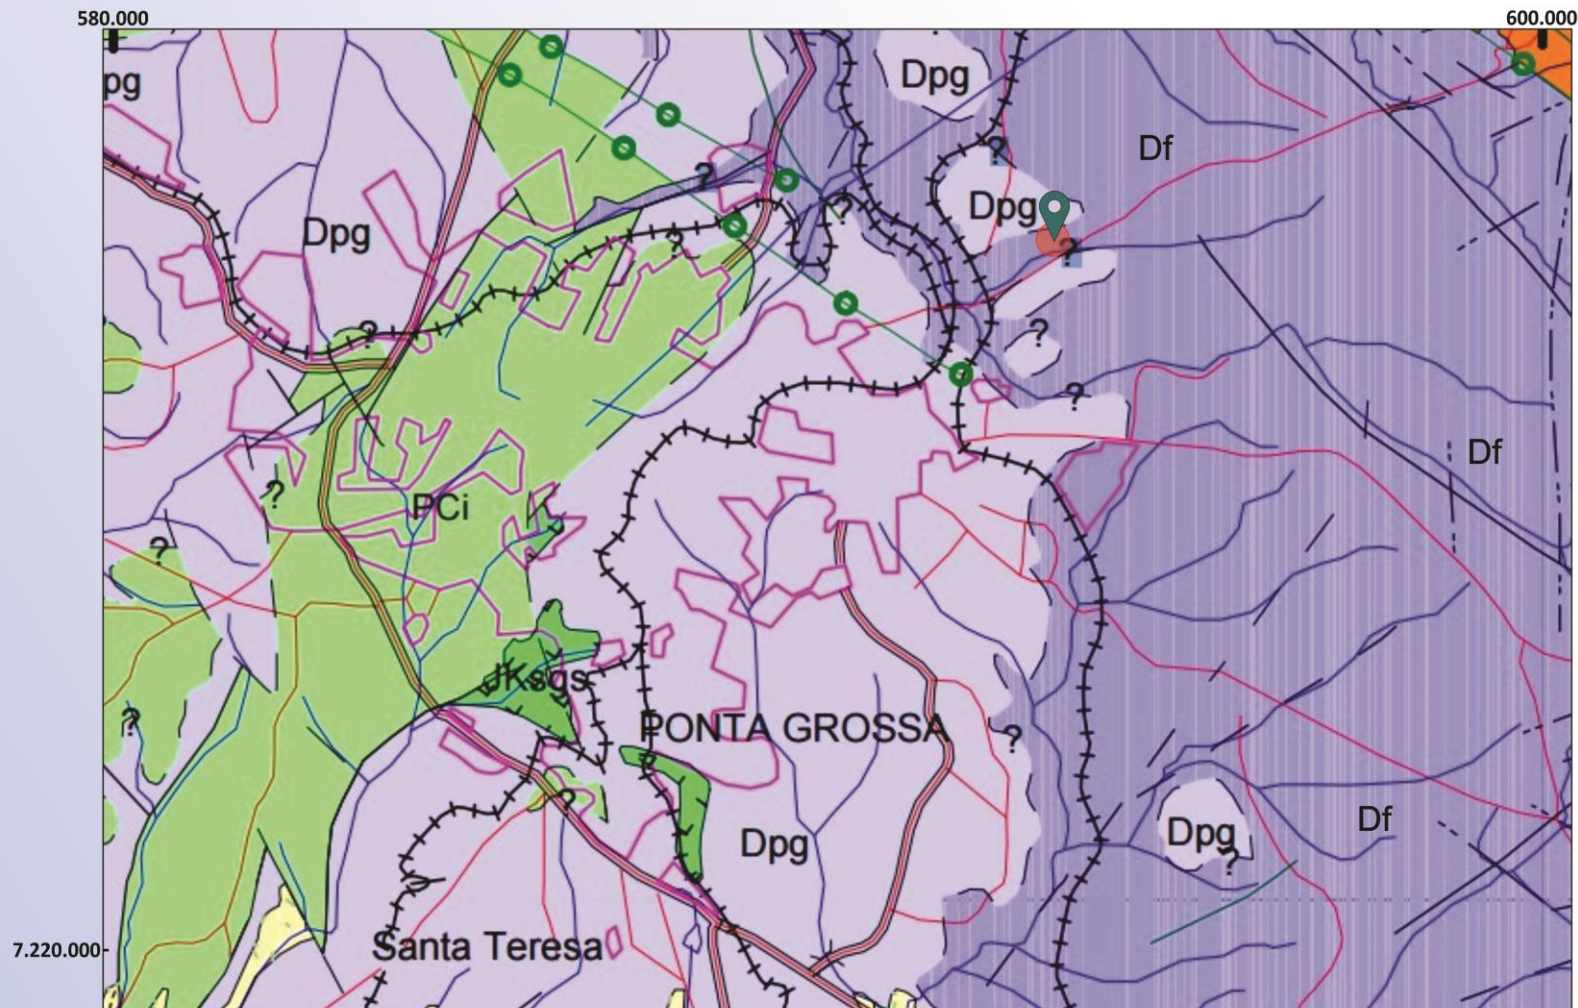 580.000
600.000
Dpg
pg
Df
?
?
Dpg
?
Dpg
?
?
?
?
?
?
Df
?
PCi
?
JKsgs
?
PONTA GROSSA
?
?
Dpg
Df
Dpg
?
Santa Teresa
7.220.000